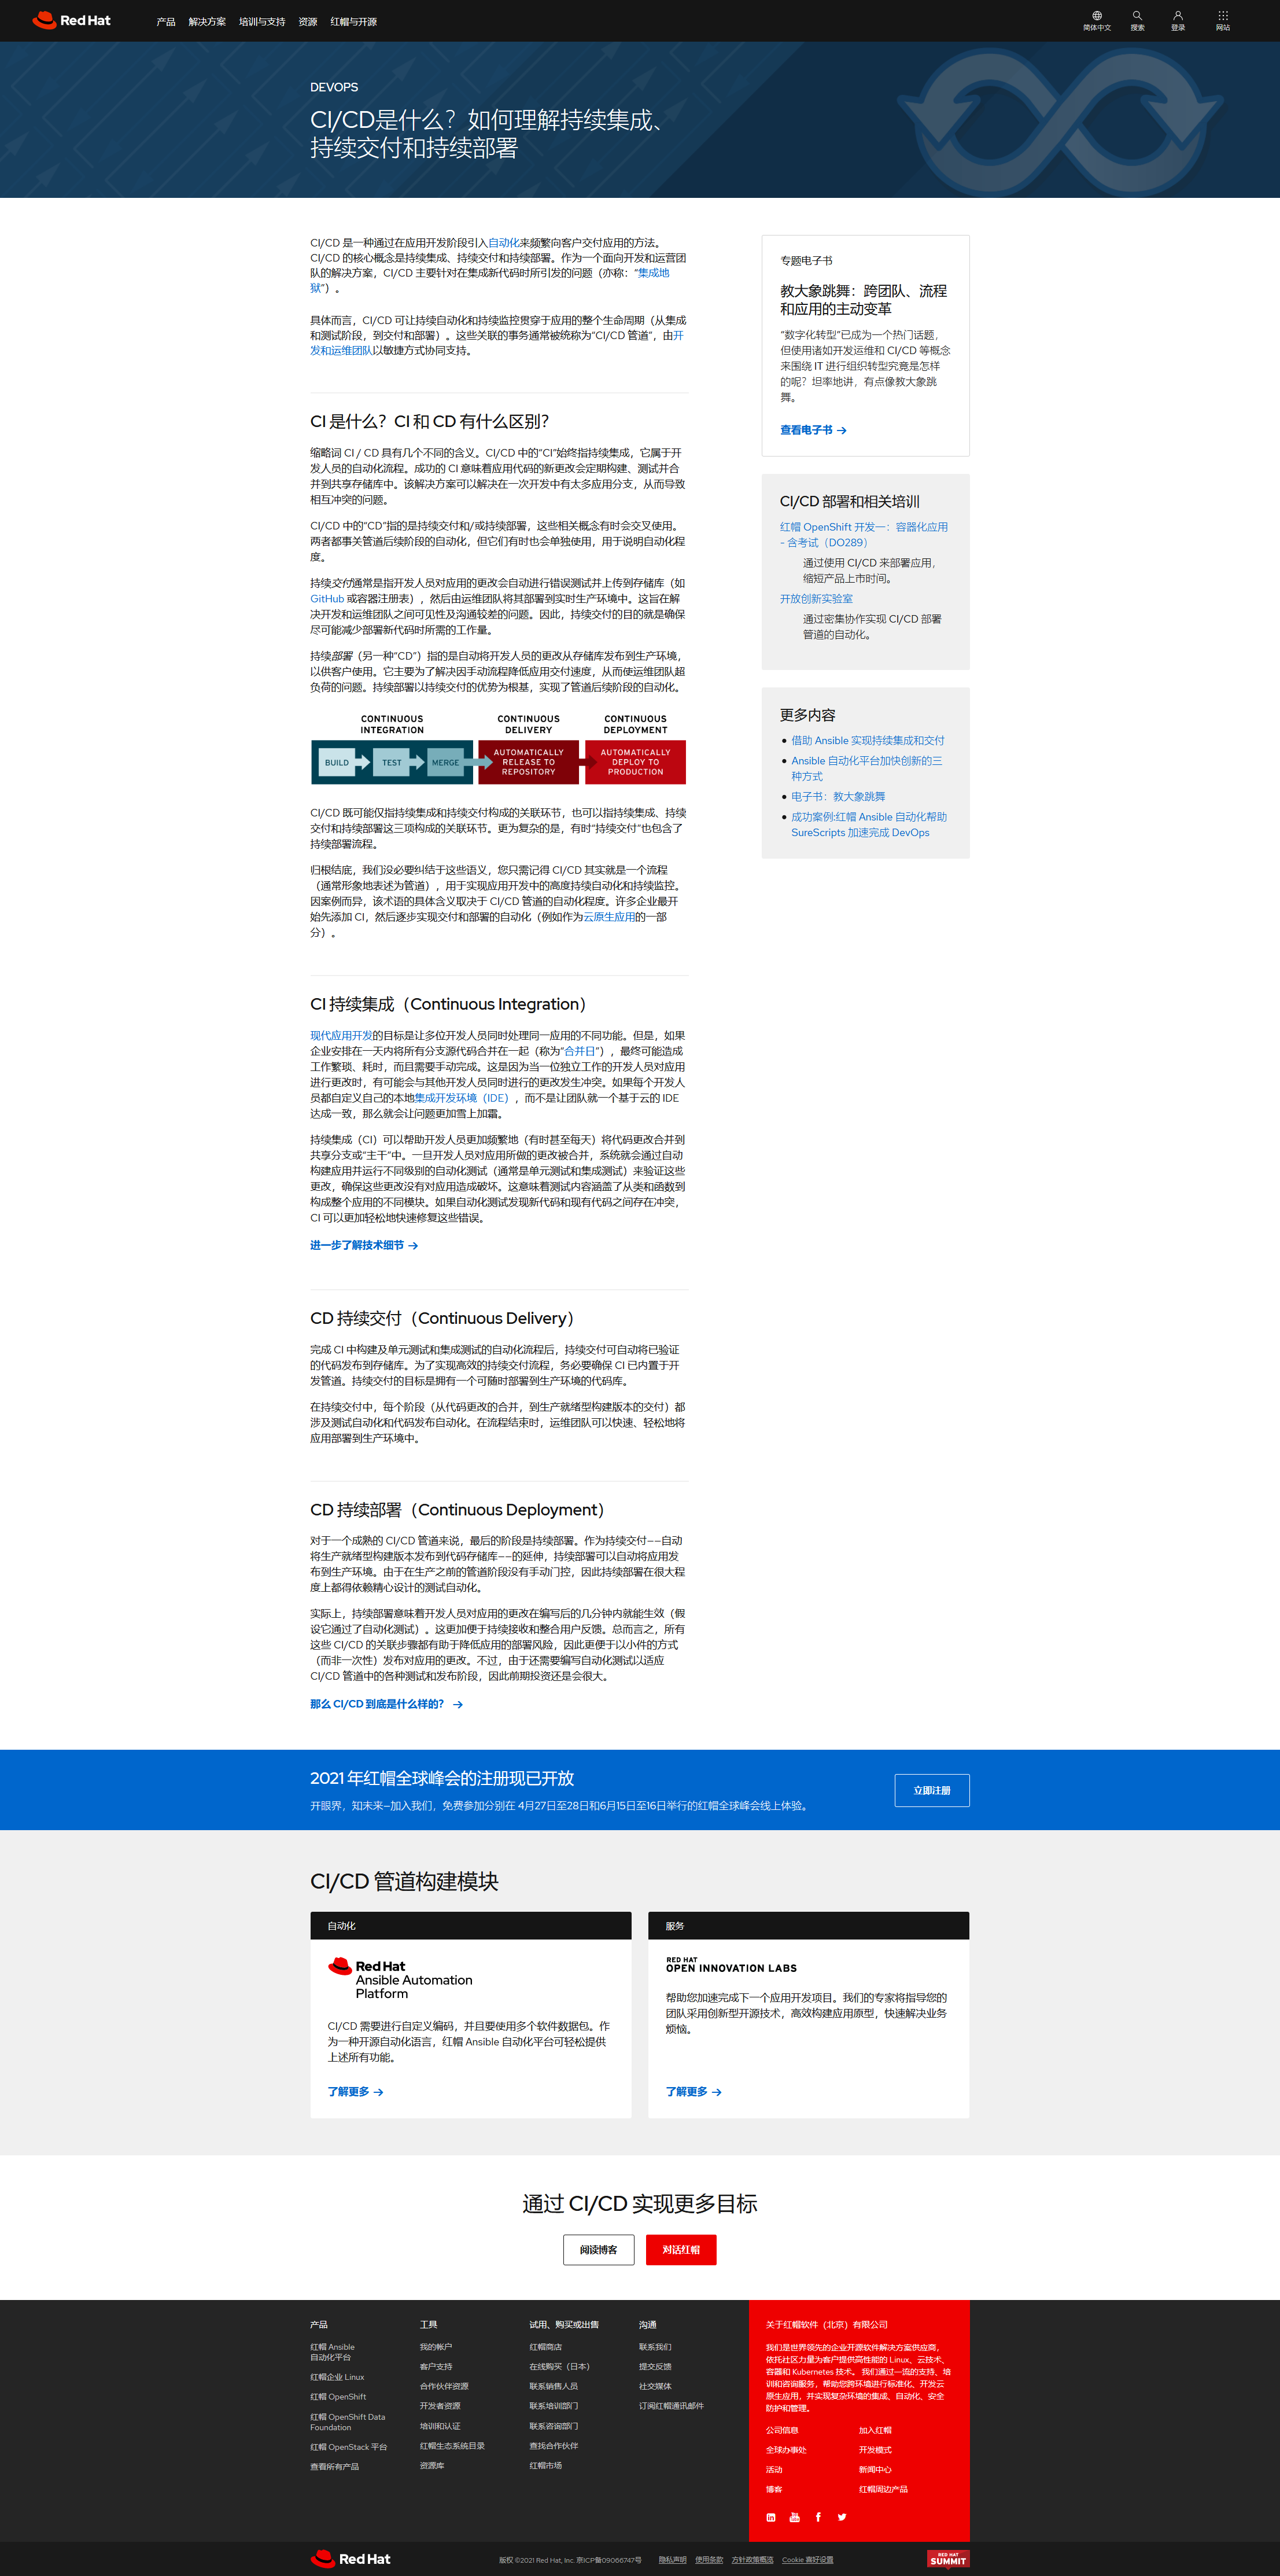 Red Hat
产品 解决方案 培训与支持 资源 红帽与开源
简体中文 搜索 登录 网站
DEVOPS
CI/CD是什么？如何理解持续集成、
持续交付和持续部署
CI/CD 是一种通过在应用开发阶段引入自动化来频繁向客户交付应用的方法。
CI/CD 的核心概念是持续集成、持续交付和持续部署。作为一个面向开发和运营团
队的解决方案，CI/CD 主要针对在集成新代码时所引发的问题（亦称：“集成地
狱”）。
具体而言，CI/CD 可让持续自动化和持续监控贯穿于应用的整个生命周期（从集成
和测试阶段，到交付和部署）。这些关联的事务通常被统称为“CI/CD 管道”，由开
发和运维团队以敏捷方式协同支持。
CI 是什么？CI 和 CD 有什么区别？
缩略词 CI / CD 具有几个不同的含义。CI/CD 中的“CI”始终指持续集成，它属于开
发人员的自动化流程。成功的 CI 意味着应用代码的新更改会定期构建、测试并合
并到共享存储库中。该解决方案可以解决在一次开发中有太多应用分支，从而导致
相互冲突的问题。
CI/CD 中的“CD”指的是持续交付和/或持续部署，这些相关概念有时会交叉使用。
两者都事关管道后续阶段的自动化，但它们有时也会单独使用，用于说明自动化程
度。
持续交付通常是指开发人员对应用的更改会自动进行错误测试并上传到存储库（如
GitHub 或容器注册表），然后由运维团队将其部署到实时生产环境中。这旨在解
决开发和运维团队之间可见性及沟通较差的问题。因此，持续交付的目的就是确保
尽可能减少部署新代码时所需的工作量。
持续部署（另一种“CD”）指的是自动将开发人员的更改从存储库发布到生产环境，
以供客户使用。它主要为了解决因手动流程降低应用交付速度，从而使运维团队超
负荷的问题。持续部署以持续交付的优势为根基，实现了管道后续阶段的自动化。
CONTINUOUS
INTEGRATION
BUILD TEST MERGE
CONTINUOUS
DELIVERY
AUTOMATICALLY
RELEASE TO
REPOSITORY
CONTINUOUS
DEPLOYMENT
AUTOMATICALLY
DEPLOY TO
PRODUCTION
CI/CD 既可能仅指持续集成和持续交付构成的关联环节，也可以指持续集成、持续
交付和持续部署这三项构成的关联环节。更为复杂的是，有时“持续交付”也包含了
持续部署流程。
归根结底，我们没必要纠结于这些语义，您只需记得 CI/CD 其实就是一个流程
（通常形象地表述为管道），用于实现应用开发中的高度持续自动化和持续监控。
因案例而异，该术语的具体含义取决于 CI/CD 管道的自动化程度。许多企业最开
始先添加 CI，然后逐步实现交付和部署的自动化（例如作为云原生应用的一部
分）。
CI 持续集成（Continuous Integration）
现代应用开发的目标是让多位开发人员同时处理同一应用的不同功能。但是，如果
企业安排在一天内将所有分支源代码合并在一起（称为“合并日”），最终可能造成
工作繁琐、耗时，而且需要手动完成。这是因为当一位独立工作的开发人员对应用
进行更改时，有可能会与其他开发人员同时进行的更改发生冲突。如果每个开发人
员都自定义自己的本地集成开发环境（IDE），而不是让团队就一个基于云的 IDE
达成一致，那么就会让问题更加雪上加霜。
持续集成（CI）可以帮助开发人员更加频繁地（有时甚至每天）将代码更改合并到
共享分支或“主干”中。一旦开发人员对应用所做的更改被合并，系统就会通过自动
构建应用并运行不同级别的自动化测试（通常是单元测试和集成测试）来验证这些
更改，确保这些更改没有对应用造成破坏。这意味着测试内容涵盖了从类和函数到
构成整个应用的不同模块。如果自动化测试发现新代码和现有代码之间存在冲突，
CI 可以更加轻松地快速修复这些错误。
进一步了解技术细节
CD 持续交付（Continuous Delivery）
完成 CI 中构建及单元测试和集成测试的自动化流程后，持续交付可自动将已验证
的代码发布到存储库。为了实现高效的持续交付流程，务必要确保 CI 已内置于开
发管道。持续交付的目标是拥有一个可随时部署到生产环境的代码库。
在持续交付中，每个阶段（从代码更改的合并，到生产就绪型构建版本的交付）都
涉及测试自动化和代码发布自动化。在流程结束时，运维团队可以快速、轻松地将
应用部署到生产环境中。
CD 持续部署（Continuous Deployment）
对于一个成熟的 CI/CD 管道来说，最后的阶段是持续部署。作为持续交付——自动
将生产就绪型构建版本发布到代码存储库——的延伸，持续部署可以自动将应用发
布到生产环境。由于在生产之前的管道阶段没有手动门控，因此持续部署在很大程
度上都得依赖精心设计的测试自动化。
实际上，持续部署意味着开发人员对应用的更改在编写后的几分钟内就能生效（假
设它通过了自动化测试）。这更加便于持续接收和整合用户反馈。总而言之，所有
这些 CI/CD 的关联步骤都有助于降低应用的部署风险，因此更便于以小件的方式
（而非一次性）发布对应用的更改。不过，由于还需要编写自动化测试以适应
CI/CD 管道中的各种测试和发布阶段，因此前期投资还是会很大。
那么 CI/CD 到底是什么样的？
专题电子书
教大象跳舞：跨团队、流程
和应用的主动变革
“数字化转型”已成为一个热门话题，
但使用诸如开发运维和 CI/CD 等概念
来围绕 IT 进行组织转型究竟是怎样
的呢？坦率地讲，有点像教大象跳
舞。
查看电子书
CI/CD 部署和相关培训
红帽 OpenShift 开发一：容器化应用
- 含考试（DO289）
通过使用 CI/CD 来部署应用，
缩短产品上市时间。
开放创新实验室
通过密集协作实现 CI/CD 部署
管道的自动化。
更多内容
借助 Ansible 实现持续集成和交付
Ansible 自动化平台加快创新的三
种方式
电子书：教大象跳舞
成功案例:红帽 Ansible 自动化帮助
SureScripts 加速完成 DevOps
2021 年红帽全球峰会的注册现已开放
开眼界，知未来—加入我们，免费参加分别在 4月27日至28日和6月15日至16日举行的红帽全球峰会线上体验。
立即注册
CI/CD 管道构建模块
自动化
Red Hat
Ansible Automation
Platform
CI/CD 需要进行自定义编码，并且要使用多个软件数据包。作
为一种开源自动化语言，红帽 Ansible 自动化平台可轻松提供
上述所有功能。
了解更多
服务
RED HAT
OPEN INNOVATION LABS
帮助您加速完成下一个应用开发项目。我们的专家将指导您的
团队采用创新型开源技术，高效构建应用原型，快速解决业务
烦恼。
了解更多
通过 CI/CD 实现更多目标
阅读博客 对话红帽
产品
红帽 Ansible
自动化平台
红帽企业 Linux
红帽 OpenShift
红帽 OpenShift Data
Foundation
红帽 OpenStack 平台
查看所有产品
工具
我的帐户
客户支持
合作伙伴资源
开发者资源
培训和认证
红帽生态系统目录
资源库
试用、购买或出售
红帽商店
在线购买（日本）
联系销售人员
联系培训部门
联系咨询部门
查找合作伙伴
红帽市场
沟通
联系我们
提交反馈
社交媒体
订阅红帽通讯邮件
关于红帽软件（北京）有限公司
我们是世界领先的企业开源软件解决方案供应商，
依托社区力量为客户提供高性能的 Linux、云技术、
容器和 Kubernetes 技术。 我们通过一流的支持、培
训和咨询服务，帮助您跨环境进行标准化、开发云
原生应用，并实现复杂环境的集成、自动化、安全
防护和管理。
公司信息 加入红帽
全球办事处 开发模式
活动 新闻中心
博客 红帽周边产品
Red Hat
版权 ©2021 Red Hat, Inc. 京ICP备09066747号 隐私声明 使用条款 方针政策概览 Cookie 喜好设置
RED HAT
SUMMIT